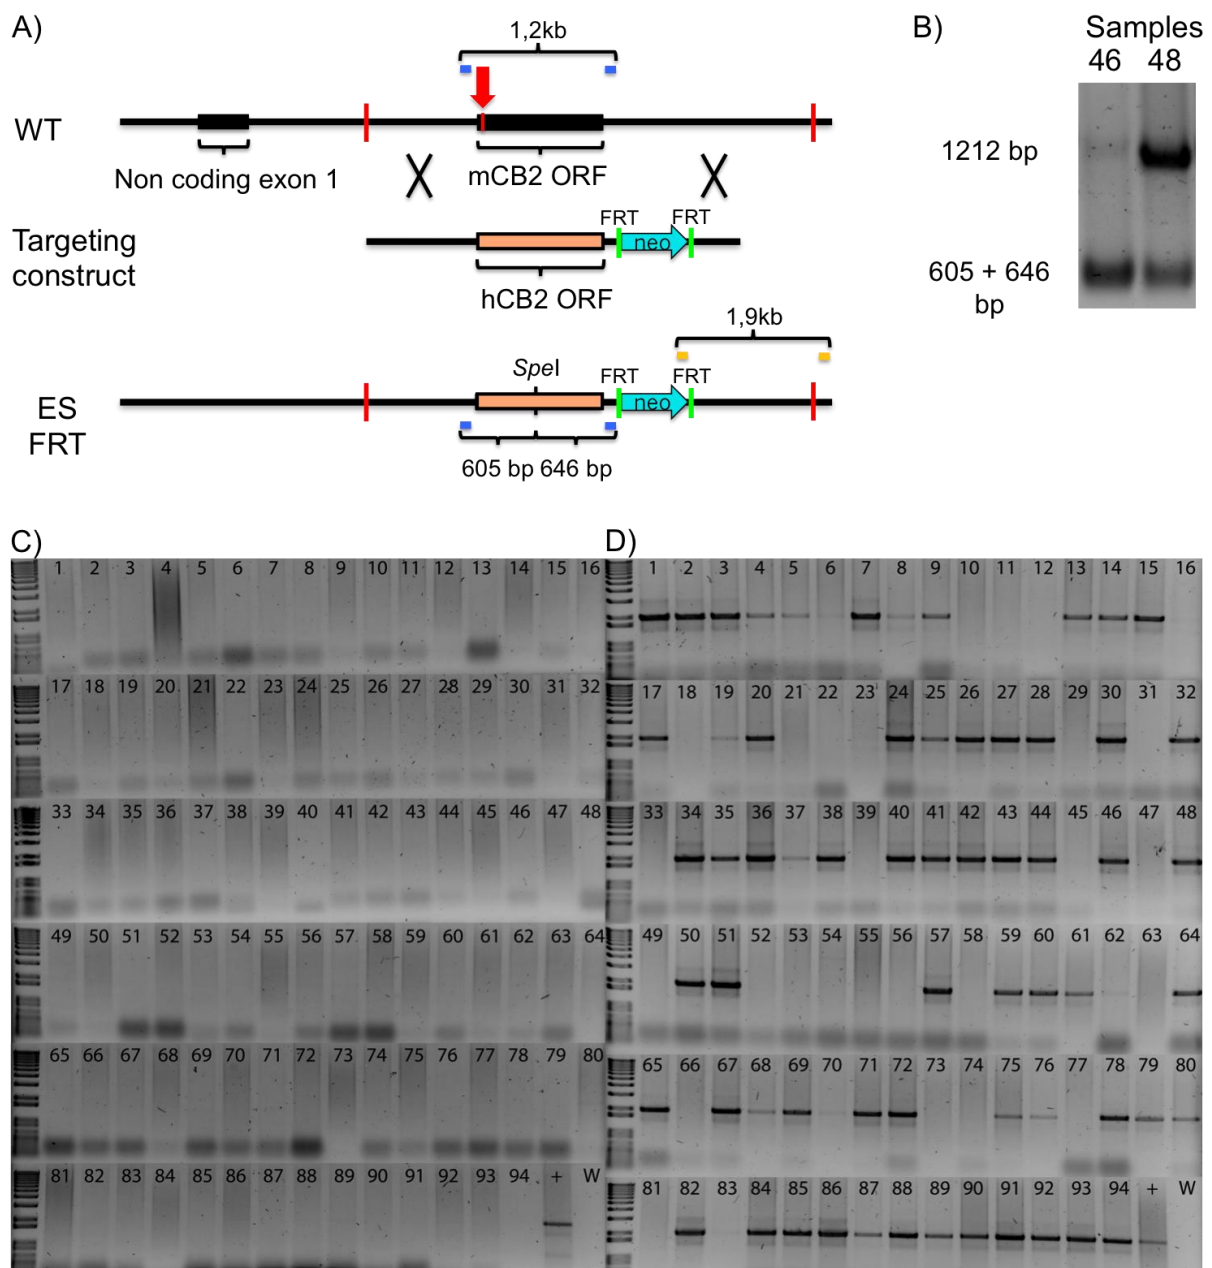 A)
1,2kb
WT
Non coding exon 1
mCB2 ORF
Targeting
construct
FRT FRT
neo
hCB2 ORF
1,9kb
SpeI
FRT FRT
neo
ES
FRT
605 bp 646 bp
B)
Samples
46 48
1212 bp
605 + 646
bp
C)
1 2 3 4 5 6 7 8 9 10 11 12 13 14 15 16
17 18 19 20 21 22 23 24 25 26 27 28 29 30 31 32
33 34 35 36 37 38 39 40 41 42 43 44 45 46 47 48
49 50 51 52 53 54 55 56 57 58 59 60 61 62 63 64
65 66 67 68 69 70 71 72 73 74 75 76 77 78 79 80
81 82 83 84 85 86 87 88 89 90 91 92 93 94 + W
D)
1 2 3 4 5 6 7 8 9 10 11 12 13 14 15 16
17 18 19 20 21 22 23 24 25 26 27 28 29 30 31 32
33 34 35 36 37 38 39 40 41 42 43 44 45 46 47 48
49 50 51 52 53 54 55 56 57 58 59 60 61 62 63 64
65 66 67 68 69 70 71 72 73 74 75 76 77 78 79 80
81 82 83 84 85 86 87 88 89 90 91 92 93 94 + W